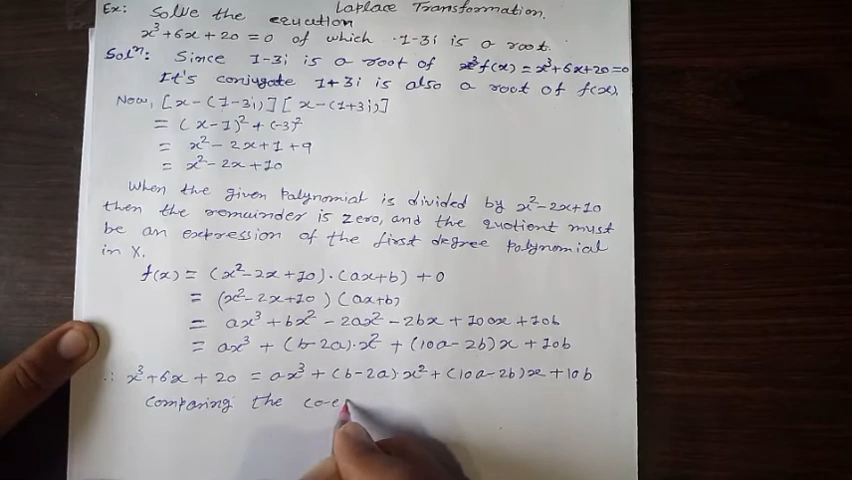 Laplace Transformation.
Ex: Solve the equation
x³+6x+20=0 of which 1-3i is a root.
Solⁿ: Since 1-3i is a root of f(x)=x³+6x+20=0
It's conjugate 1+3i is also a root of f(x),
Now, [x-(1-3i)][x-(1+3i)]
= (x-1)²+(-3)²
= x²-2x+1+9
= x²-2x+10
When the given Polynomial is divided by x²-2x+10
then the remainder is zero, and the quotient must
be an expression of the first degree Polynomial
in X.
f(x) = (x²-2x+10).(ax+b)+0
= (x²-2x+10)(ax+b)
= ax³+bx²-2ax²-2bx+10ax+10b
= ax³+(b-2a).x²+(10a-2b)x+10b
∴ x³+6x+20 = ax³+(b-2a)x²+(10a-2b)x+10b
Comparing the co-e